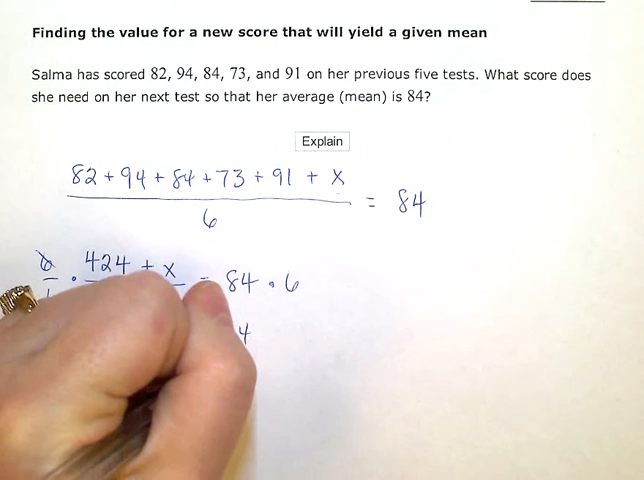 Finding the value for a new score that will yield a given mean
Salma has scored 82, 94, 84, 73, and 91 on her previous five tests. What score does
she need on her next test so that her average (mean) is 84?
Explain
82 + 94 + 84 + 73 + 91 + x
= 84
6
6 · 424 + x = 84 · 6
1
4